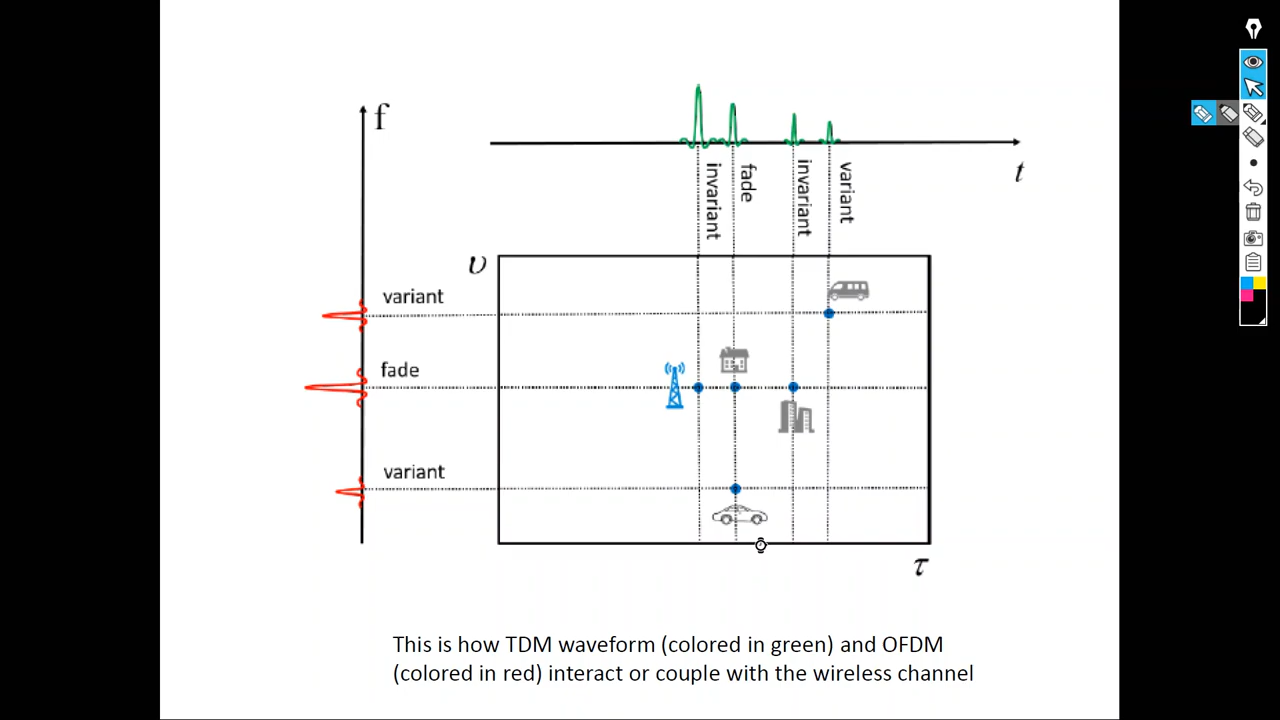 f
t
invariant
fade
invariant
variant
υ
variant
fade
variant
τ
This is how TDM waveform (colored in green) and OFDM
(colored in red) interact or couple with the wireless channel